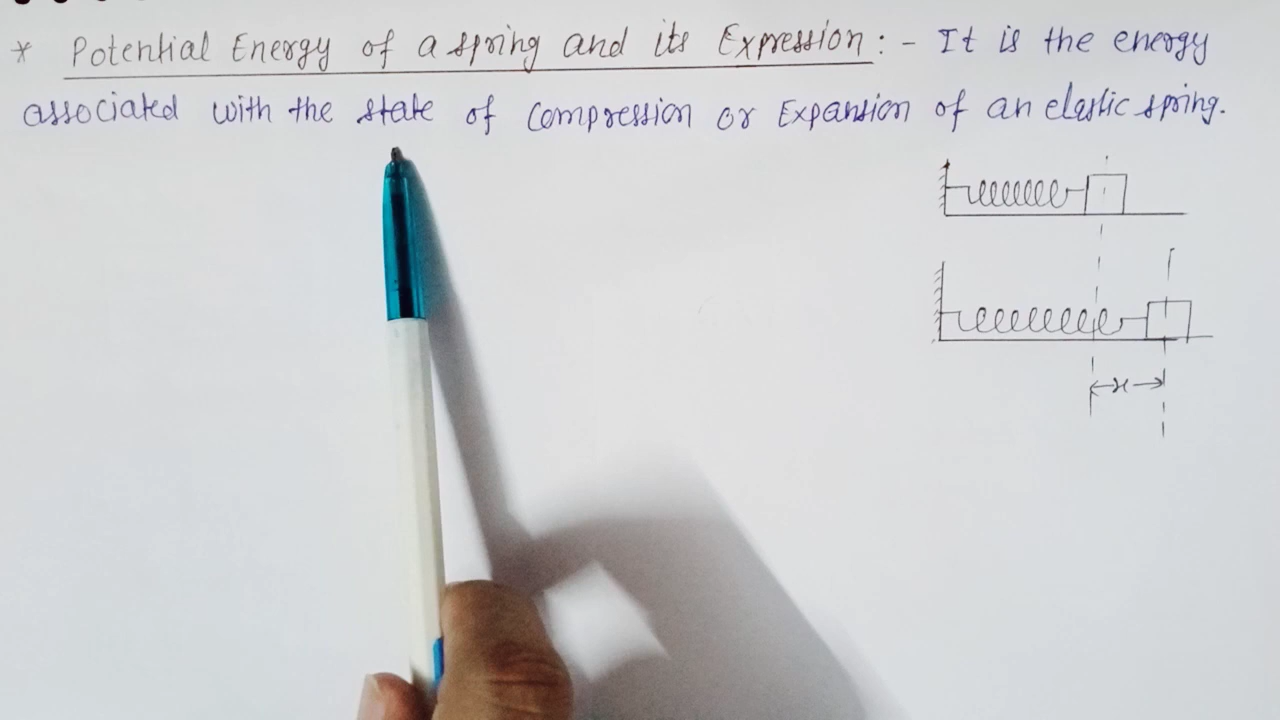 * Potential Energy of a spring and its Expression : - It is the energy
associated with the state of compression or Expansion of an elastic spring.
x